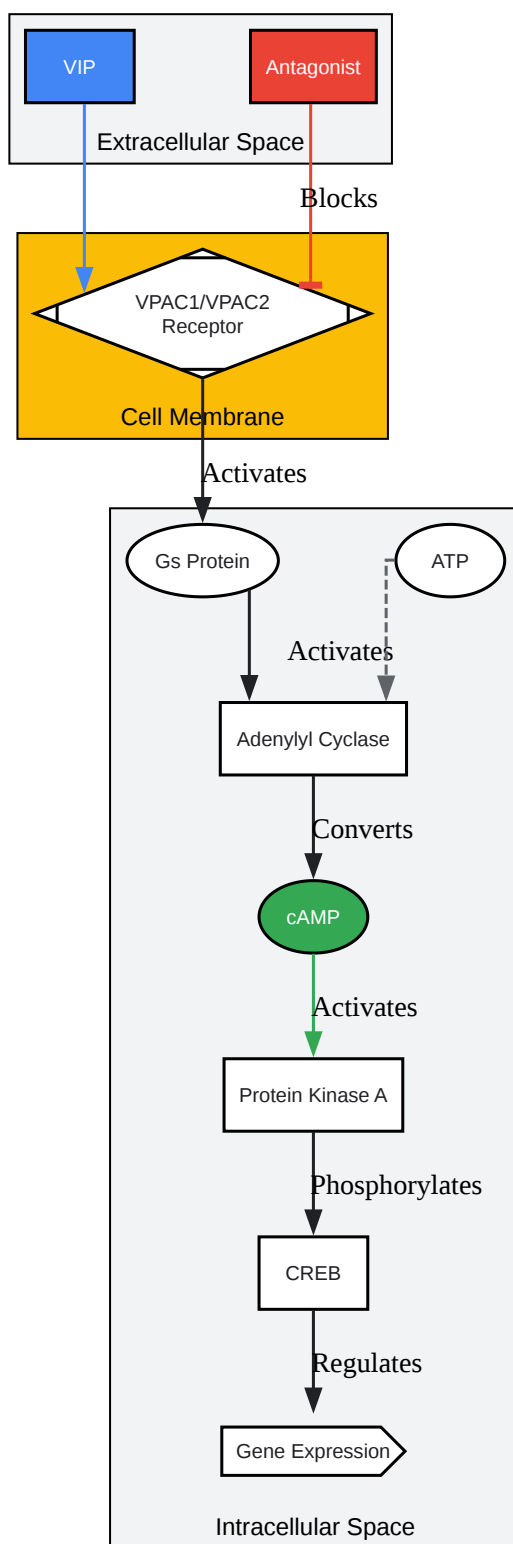 VIP
Antagonist
Extracellular Space
Blocks
VPAC1/VPAC2
Receptor
Cell Membrane
Activates
Gs Protein
ATP
Activates
Adenylyl Cyclase
Converts
cAMP
Activates
Protein Kinase A
Phosphorylates
CREB
Regulates
Gene Expression
Intracellular Space